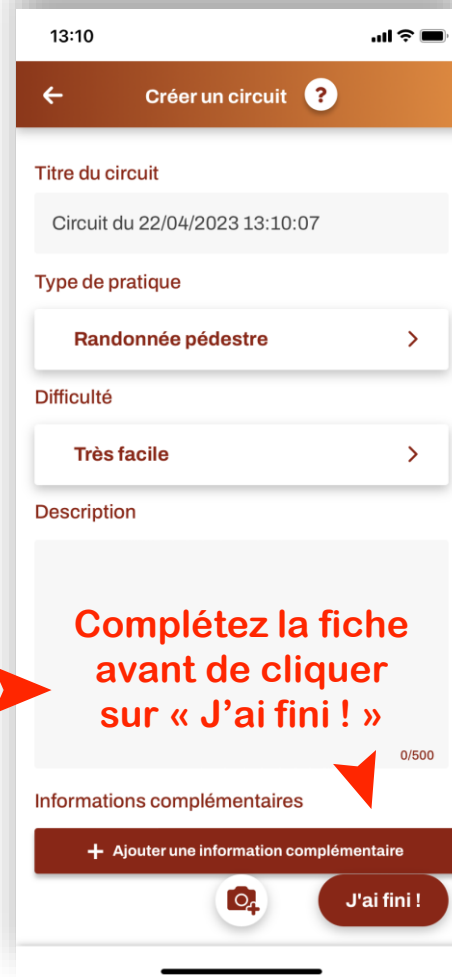 13:10
Créer un circuit ?
Titre du circuit
Circuit du 22/04/2023 13:10:07
Type de pratique
Randonnée pédestre
Difficulté
Très facile
Description
Complétez la fiche
avant de cliquer
sur « J'ai fini ! »
0/500
Informations complémentaires
+ Ajouter une information complémentaire
J'ai fini !